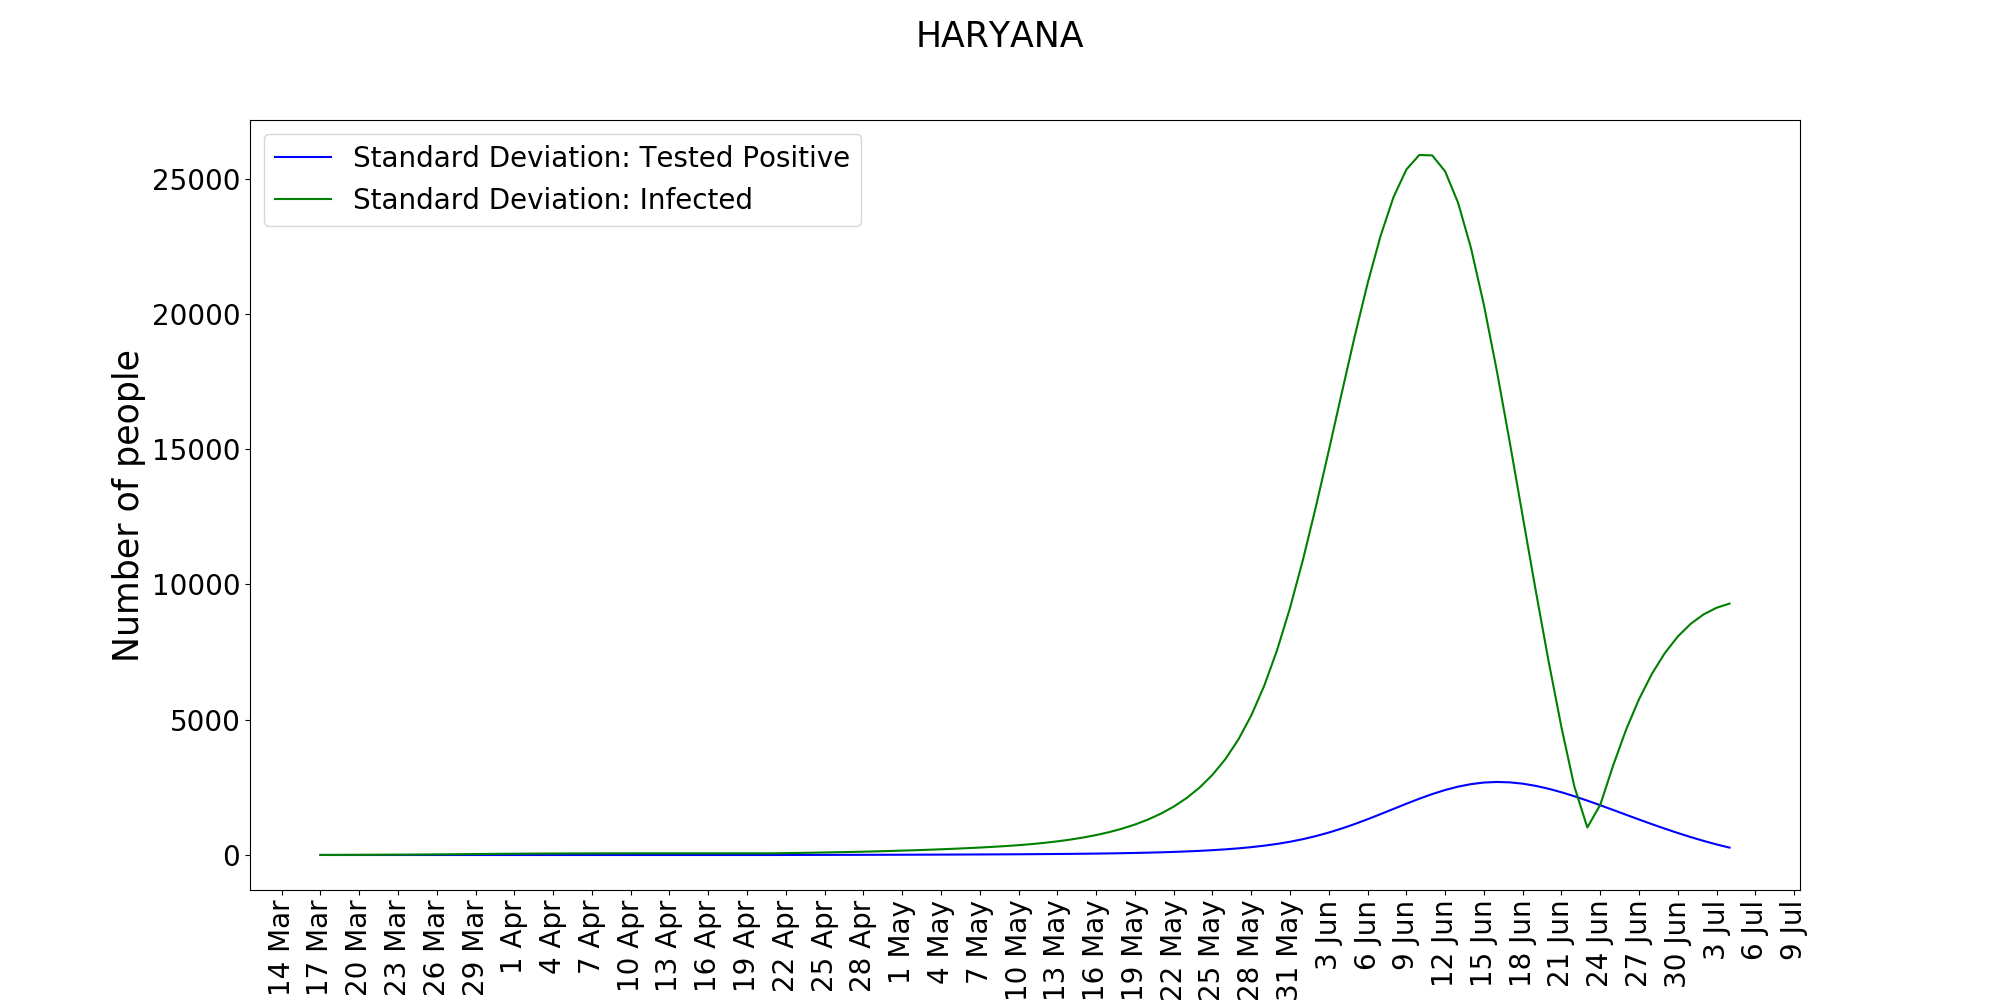 HARYANA
Standard Deviation: Tested Positive
Standard Deviation: Infected
Number of people
25000
20000
15000
10000
5000
0
14 Mar
17 Mar
20 Mar
23 Mar
26 Mar
29 Mar
1 Apr
4 Apr
7 Apr
10 Apr
13 Apr
16 Apr
19 Apr
22 Apr
25 Apr
28 Apr
1 May
4 May
7 May
10 May
13 May
16 May
19 May
22 May
25 May
28 May
31 May
3 Jun
6 Jun
9 Jun
12 Jun
15 Jun
18 Jun
21 Jun
24 Jun
27 Jun
30 Jun
3 Jul
6 Jul
9 Jul